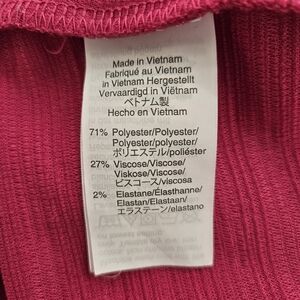 Made in Vietnam
Fabriqué au Vietnam
in Vietnam Hergestellt
Vervaardigd in Viëtnam
ベトナム製
Hecho en Vietnam
71% Polyester/Polyester/
Polyester/polyester/
ポリエステル/poliéster
27% Viscose/Viscose/
Viskose/Viscose/
ビスコース/viscosa
2% Elastane/Élasthanne/
Elastan/Elastaan/
エラステーン/elastano